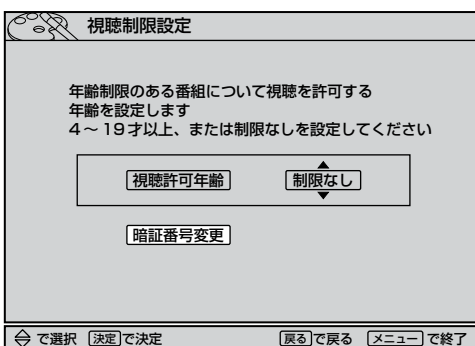 視聴制限設定
年齢制限のある番組について視聴を許可する
年齢を設定します
4～19才以上、または制限なしを設定してください
視聴許可年齢 制限なし
暗証番号変更
で選択 決定で決定 戻るで戻る メニューで終了